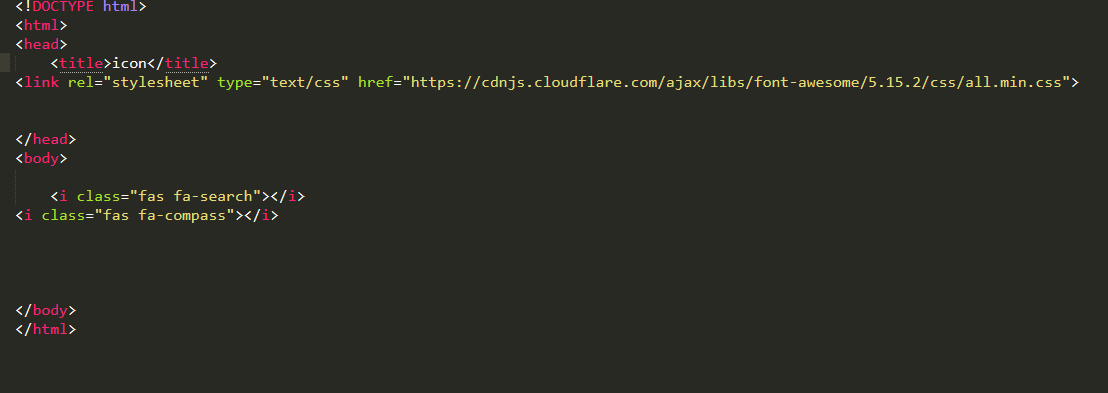 <!DOCTYPE html>
<html>
<head>
    <title>icon</title>
<link rel="stylesheet" type="text/css" href="https://cdnjs.cloudflare.com/ajax/libs/font-awesome/5.15.2/css/all.min.css">
</head>
<body>
    <i class="fas fa-search"></i>
<i class="fas fa-compass"></i>
</body>
</html>